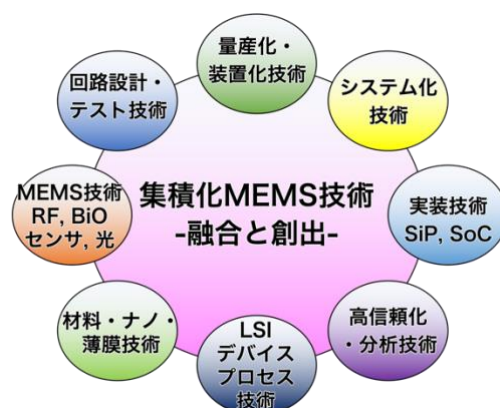 量産化・
装置化技術
回路設計・
テスト技術
システム化
技術
MEMS技術
RF, BiO
センサ, 光
集積化MEMS技術
-融合と創出-
実装技術
SiP, SoC
材料・ナノ・
薄膜技術
LSI
デバイス
プロセス
技術
高信頼化
・分析技術